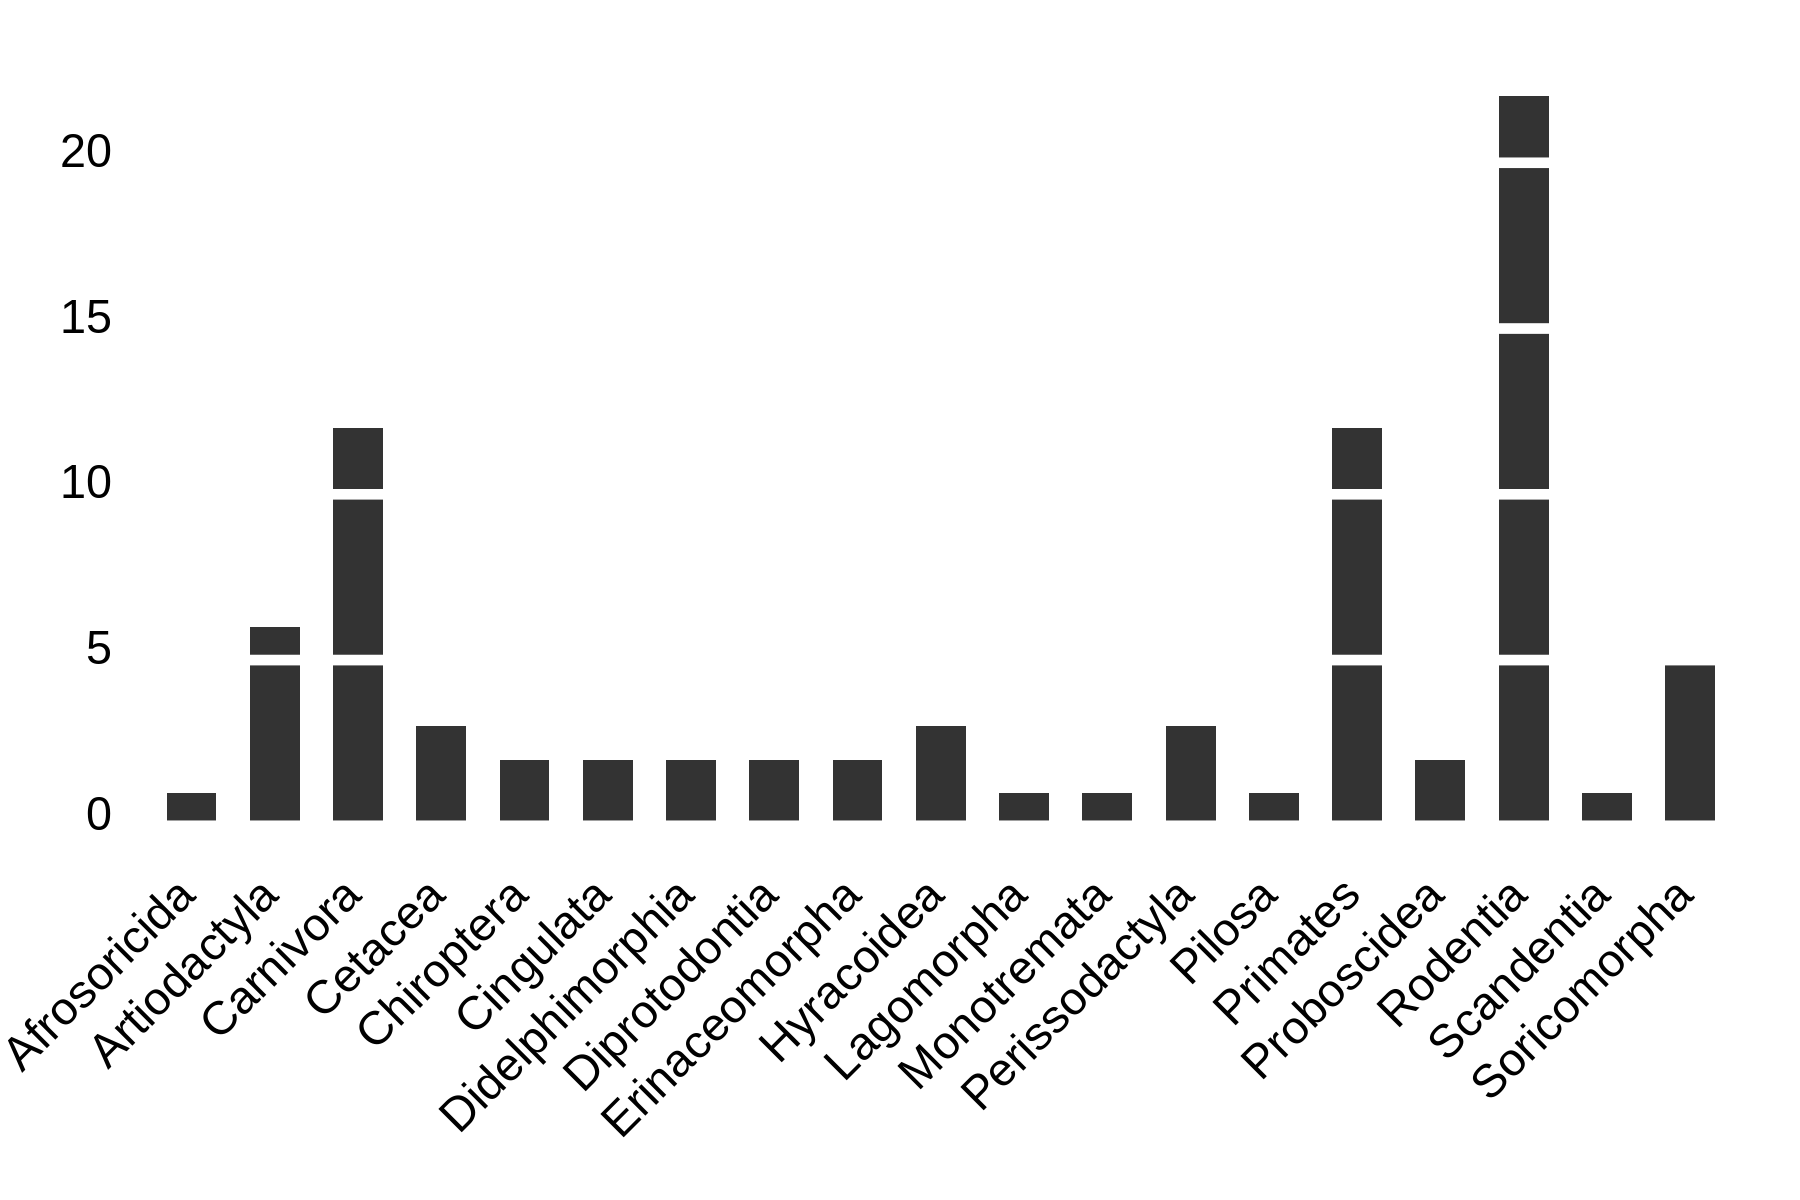 20
15
10
5
0
Afrosoricida
Artiodactyla
Carnivora
Cetacea
Chiroptera
Cingulata
Didelphimorphia
Diprotodontia
Erinaceomorpha
Hyracoidea
Lagomorpha
Monotremata
Perissodactyla
Pilosa
Primates
Proboscidea
Rodentia
Scandentia
Soricomorpha